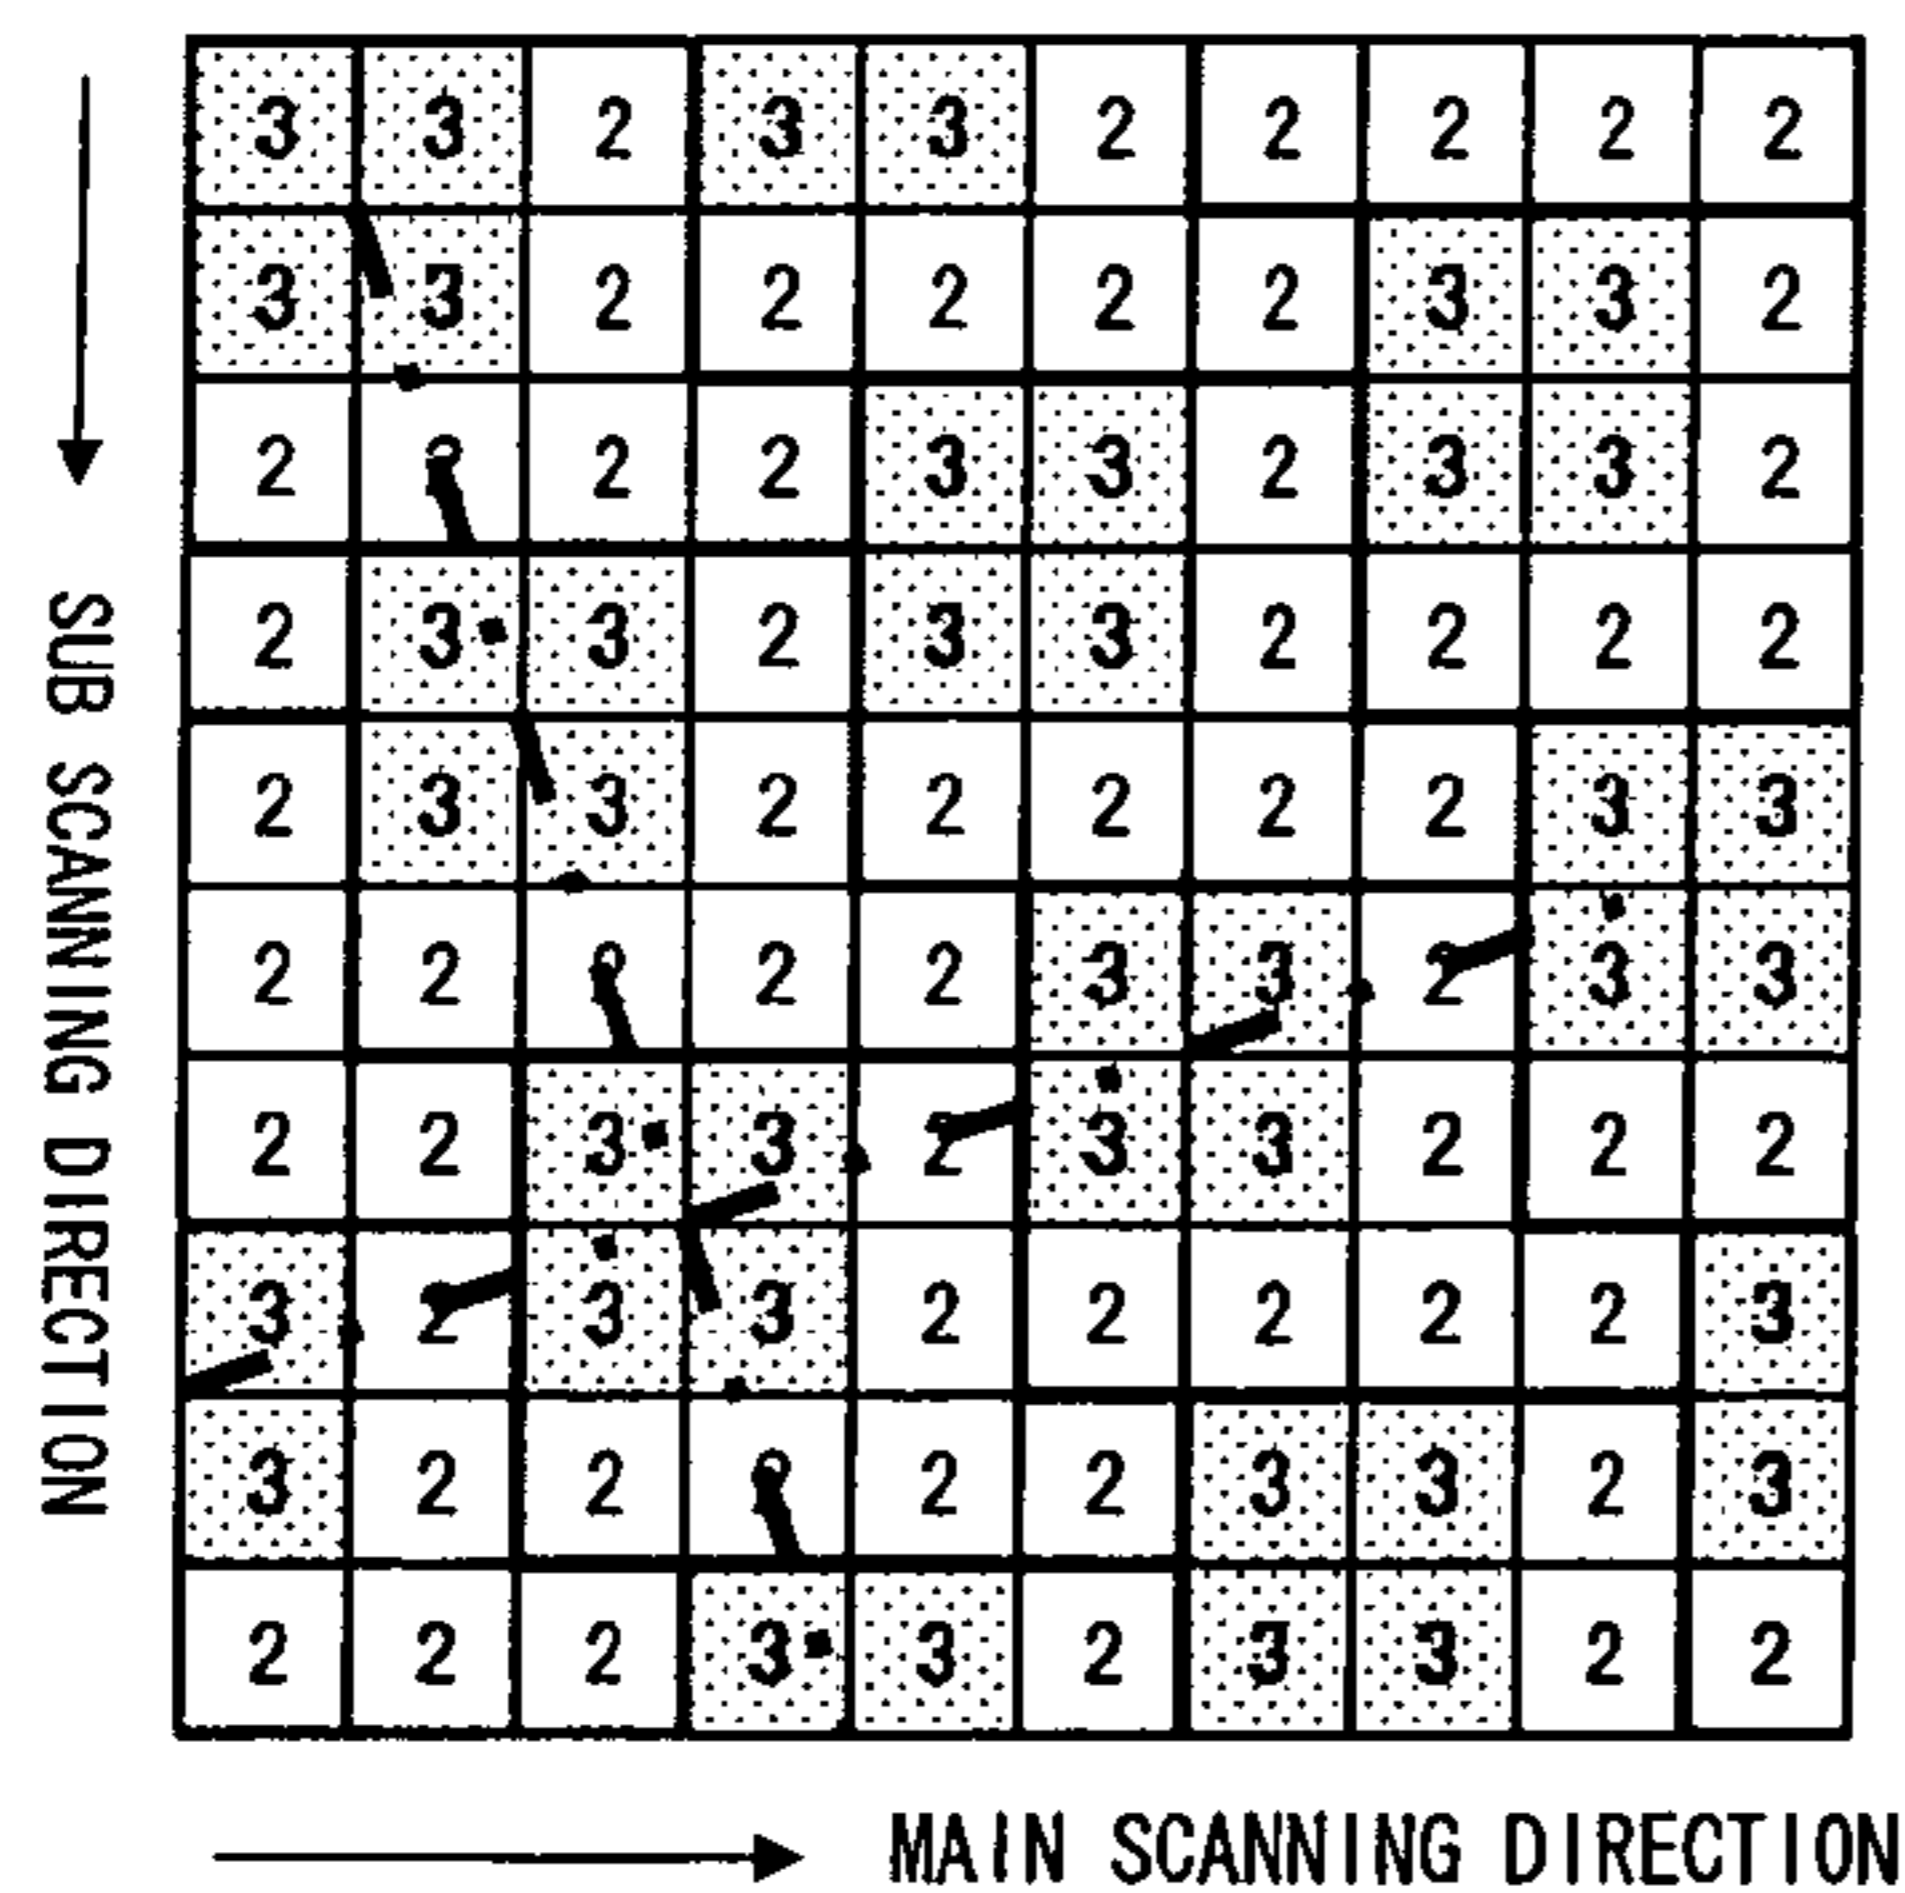 3 3 2 3 3 2 2 2 2 2
3 3 2 2 2 2 2 3 3 2
2 2 2 2 3 3 2 3 3 2
2 3 3 2 3 3 2 2 2 2
2 3 3 2 2 2 2 2 3 3
2 2 2 2 2 3 3 2 3 3
2 2 3 3 2 3 3 2 2 2
3 2 3 3 2 2 2 2 2 3
3 2 2 2 2 2 3 3 2 3
2 2 2 3 3 2 3 3 2 2
SUB SCANNING DIRECTION
MAIN SCANNING DIRECTION